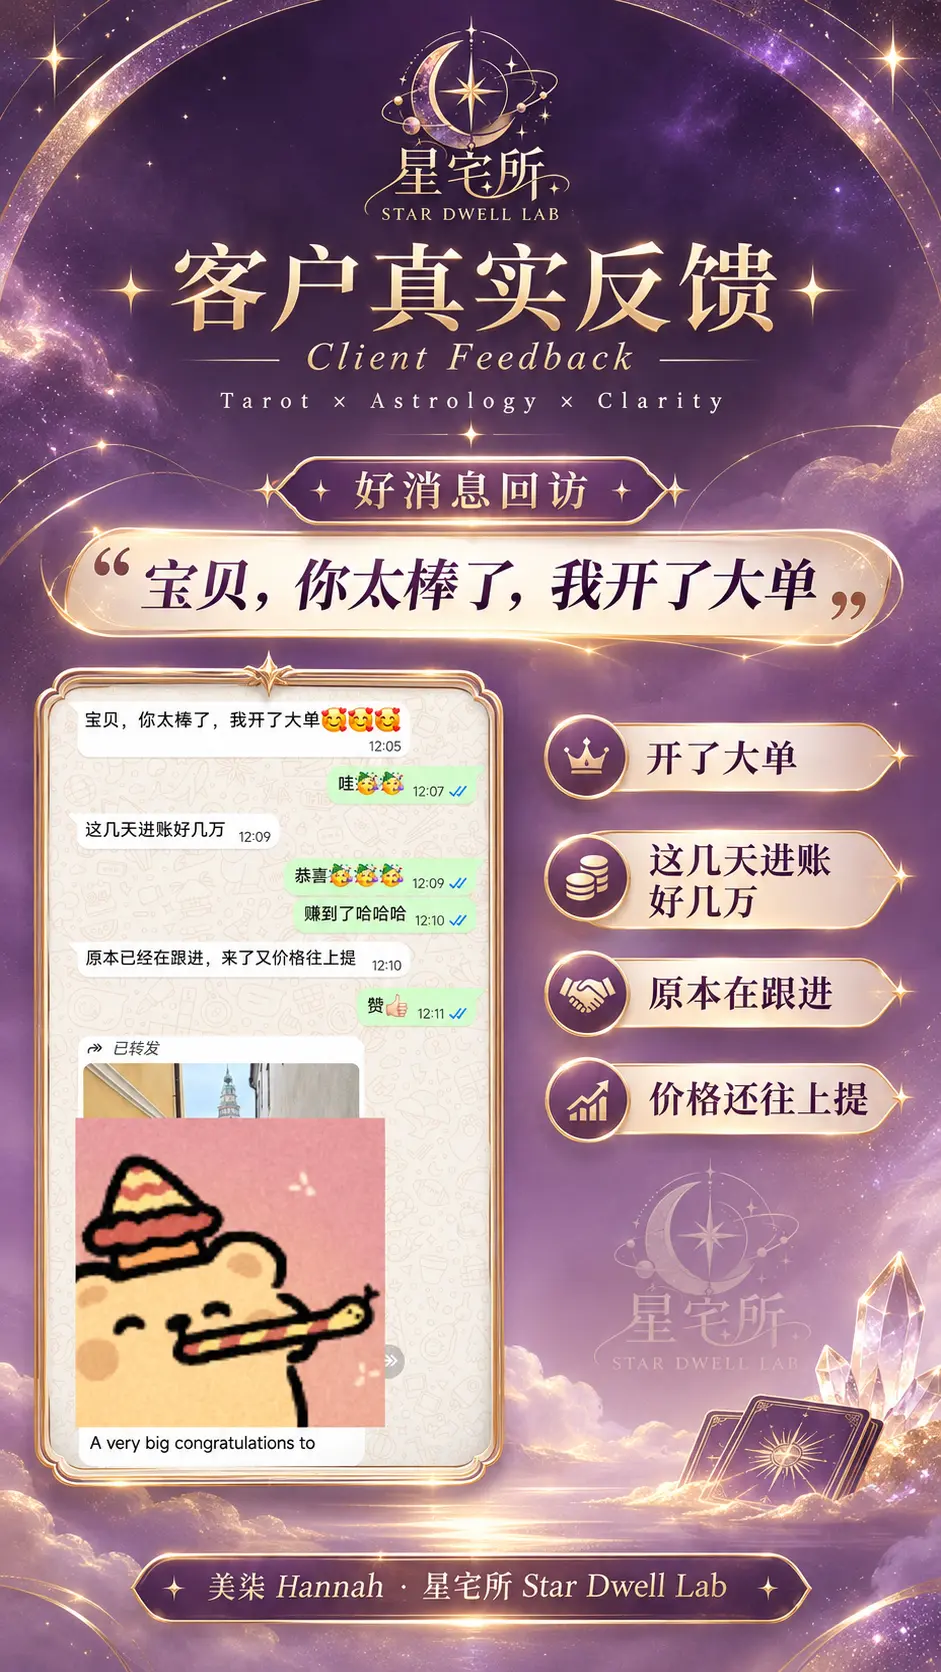 星宅所
STAR DWELL LAB
客户真实反馈
Client Feedback
Tarot × Astrology × Clarity
好消息回访
“宝贝，你太棒了，我开了大单”
宝贝，你太棒了，我开了大单🥰🥰🥰
12:05
哇🥳🥳 12:07
这几天进账好几万 12:09
恭喜🥳🥳🥳 12:09
赚到了哈哈哈 12:10
原本已经在跟进，来了又价格往上提 12:10
赞👍🏻 12:11
已转发
A very big congratulations to
开了大单
这几天进账
好几万
原本在跟进
价格还往上提
星宅所
STAR DWELL LAB
美柒 Hannah · 星宅所 Star Dwell Lab